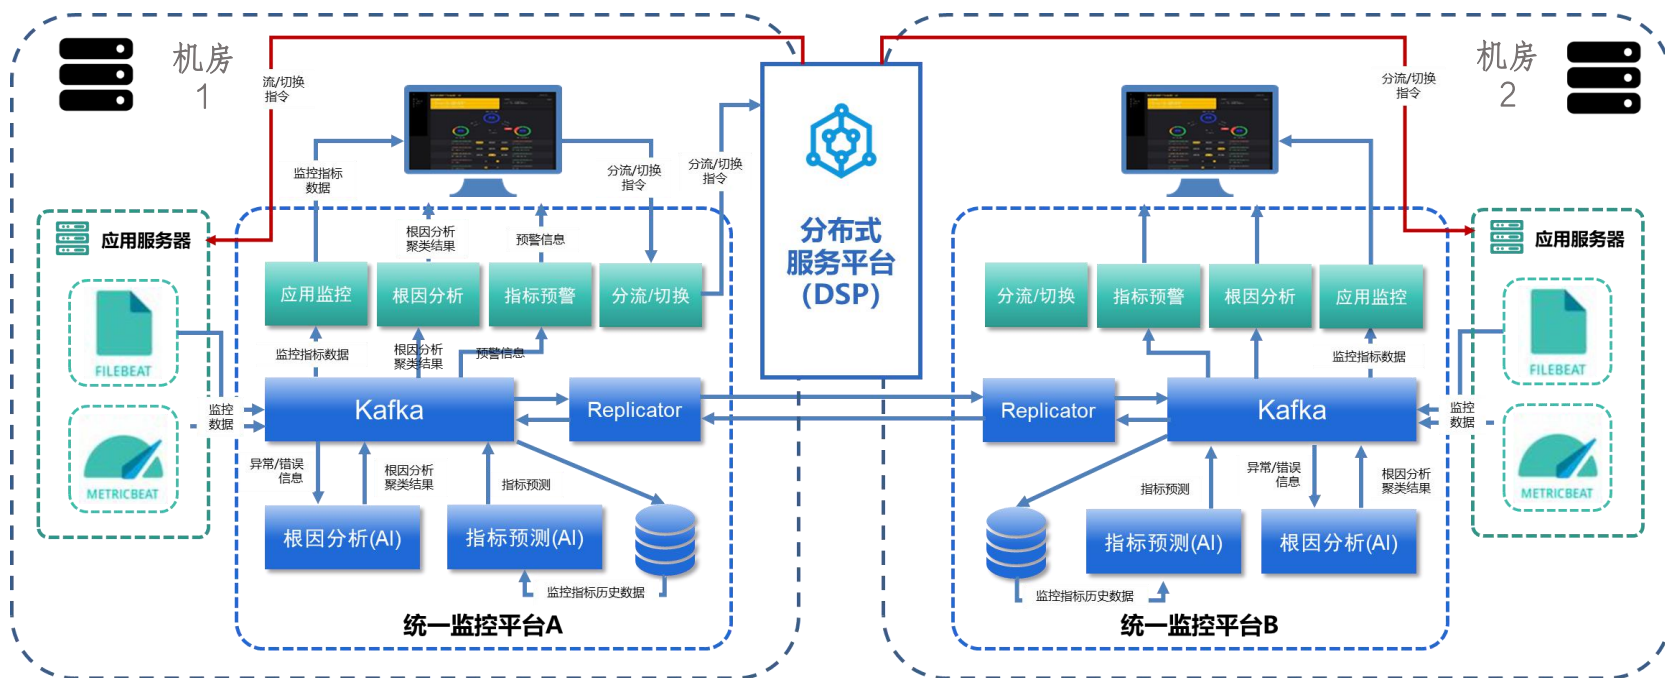 机房
1
流/切换
指令
监控指标
数据
分流/切换
指令
分流/切换
指令
根因分析
聚类结果
预警信息
应用服务器
FILEBEAT
METRICBEAT
监控
数据
应用监控
根因分析
指标预警
分流/切换
监控指标数据
根因分析
聚类结果
预警信息
Kafka
Replicator
异常/错误
信息
根因分析
聚类结果
指标预测
根因分析(AI)
指标预测(AI)
监控指标历史数据
统一监控平台A
分布式
服务平台
(DSP)
机房
2
分流/切换
指令
应用服务器
FILEBEAT
METRICBEAT
监控
数据
分流/切换
指标预警
根因分析
应用监控
监控指标数据
Replicator
Kafka
指标预测
异常/错误
信息
根因分析
聚类结果
指标预测(AI)
根因分析(AI)
监控指标历史数据
统一监控平台B